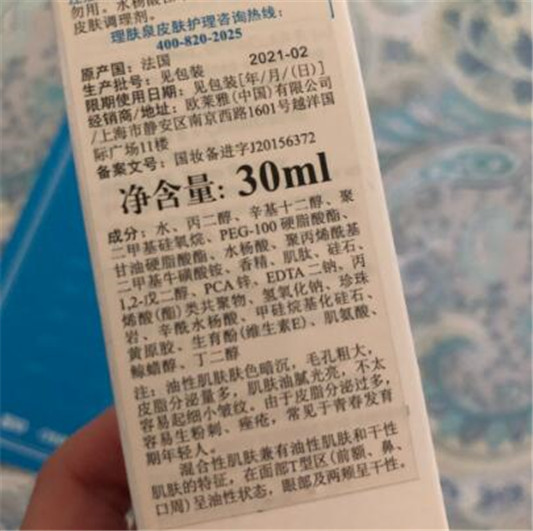 勿用。水杨酸
皮肤调理剂。
理肤泉皮肤护理咨询热线：
400-820-2025
原产国：法国 2021-02
生产批号：见包装
限期使用日期：见包装[年/月/(日)]
经销商/地址：欧莱雅(中国)有限公司
/上海市静安区南京西路1601号越洋国
际广场11楼
备案文号：国妆备进字J20156372
净含量：30ml
成分：水、丙二醇、辛基十二醇、聚
二甲基硅氧烷、PEG-100 硬脂酸酯、
甘油硬脂酸酯、水杨酸、聚丙烯酰基
二甲基牛磺酸铵、香精、肌肽、硅石、
1,2-戊二醇、PCA 锌、EDTA 二钠、丙
烯酸(酯)类共聚物、氢氧化钠、珍珠
岩、辛酰水杨酸、甲硅烷基化硅石、
黄原胶、生育酚(维生素E)、肌氨酸、
鲸蜡醇、丁二醇
注：油性肌肤肤色暗沉，毛孔粗大，
皮脂分泌量多，肌肤油腻光亮，不太
容易起细小皱纹。由于皮脂分泌过多，
容易生粉刺、痤疮，常见于青春发育
期年轻人。
混合性肌肤兼有油性肌肤和干性
肌肤的特征，在面部T型区(前额、鼻、
口周)呈油性状态，眼部及两颊呈干性。